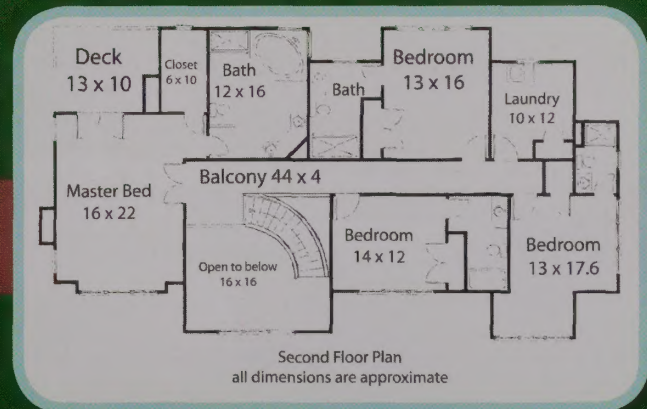 Deck
13 x 10
Closet
6 x 10
Bath
12 x 16
Bath
Bedroom
13 x 16
Laundry
10 x 12
Master Bed
16 x 22
Balcony 44 x 4
Open to below
16 x 16
Bedroom
14 x 12
Bedroom
13 x 17.6
Second Floor Plan
all dimensions are approximate